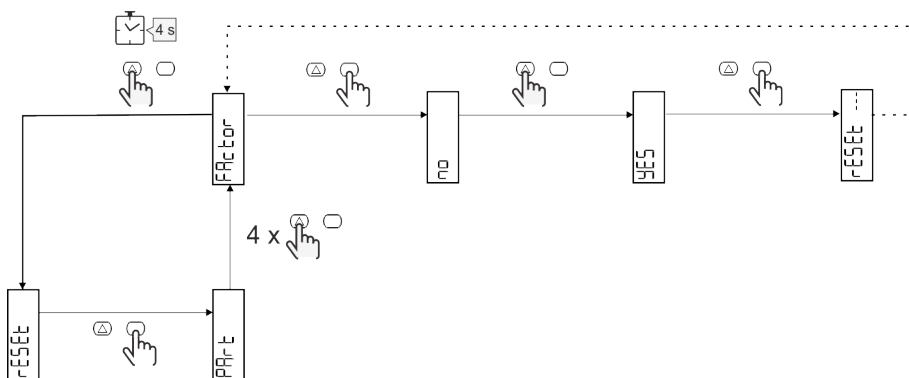 4 s
FActor
no
YES
rESEt ---
4 x
rESEt
PArt